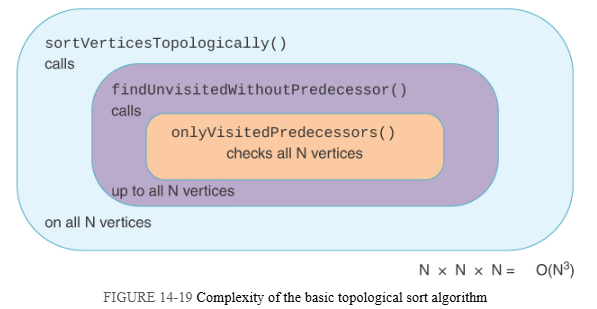 sortVerticesTopologically()
calls
findUnvisitedWithoutPredecessor()
calls
onlyVisitedPredecessors()
checks all N vertices
up to all N vertices
on all N vertices
N × N × N = O(N³)
FIGURE 14-19 Complexity of the basic topological sort algorithm